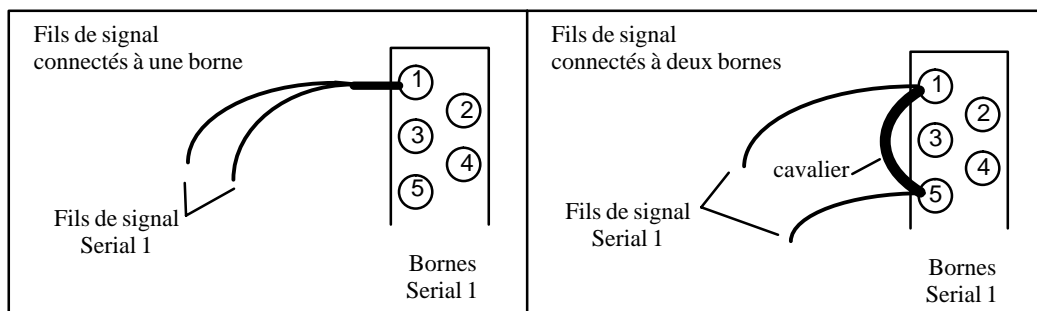 Fils de signal
connectés à une borne
1
2
3
4
5
Fils de signal
Serial 1
Bornes
Serial 1
Fils de signal
connectés à deux bornes
1
2
3
4
cavalier
5
Fils de signal
Serial 1
Bornes
Serial 1